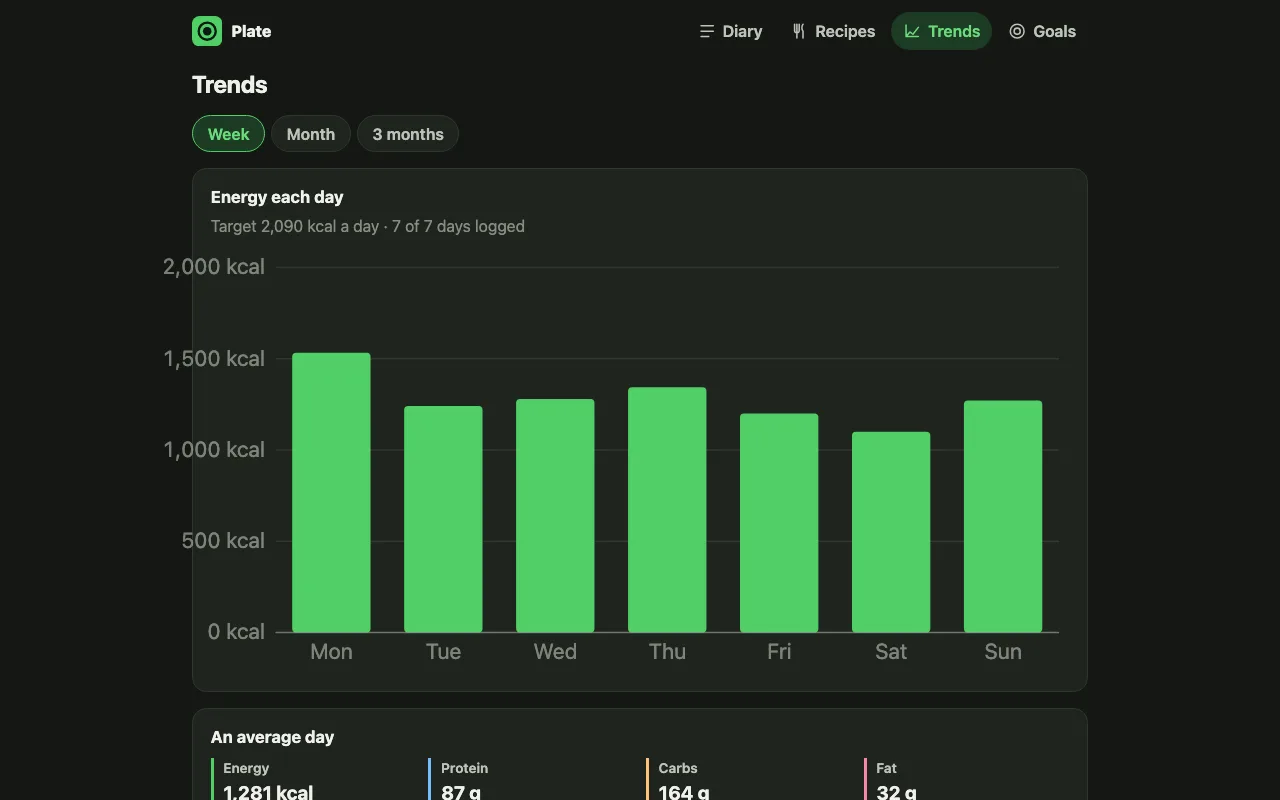 Plate
Diary
Recipes
Trends
Goals
Trends
Week
Month
3 months
Energy each day
Target 2,090 kcal a day · 7 of 7 days logged
2,000 kcal
1,500 kcal
1,000 kcal
500 kcal
0 kcal
Mon
Tue
Wed
Thu
Fri
Sat
Sun
An average day
Energy
Protein
Carbs
Fat
1,281 kcal
87 g
164 g
32 g